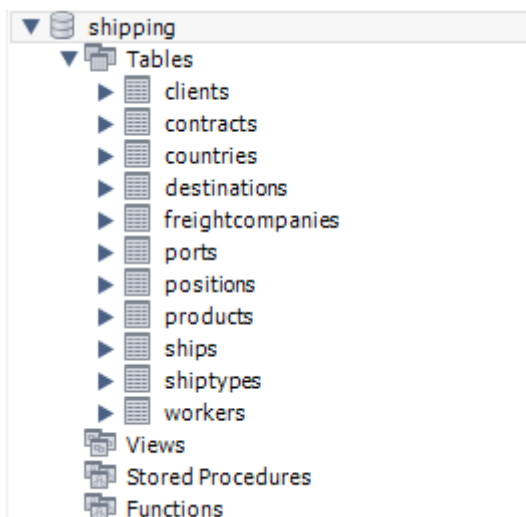 shipping
Tables
clients
contracts
countries
destinations
freightcompanies
ports
positions
products
ships
shiptypes
workers
Views
Stored Procedures
Functions